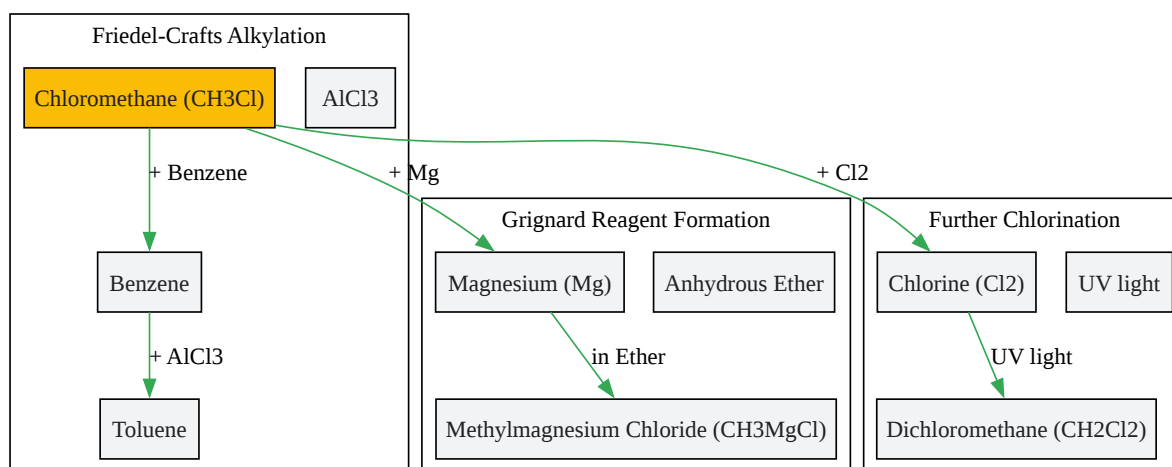 Friedel-Crafts Alkylation
Chloromethane (CH3Cl)
AlCl3
+ Benzene
+ Mg
+ Cl2
Grignard Reagent Formation
Further Chlorination
Benzene
Magnesium (Mg)
Anhydrous Ether
Chlorine (Cl2)
UV light
+ AlCl3
in Ether
UV light
Toluene
Methylmagnesium Chloride (CH3MgCl)
Dichloromethane (CH2Cl2)